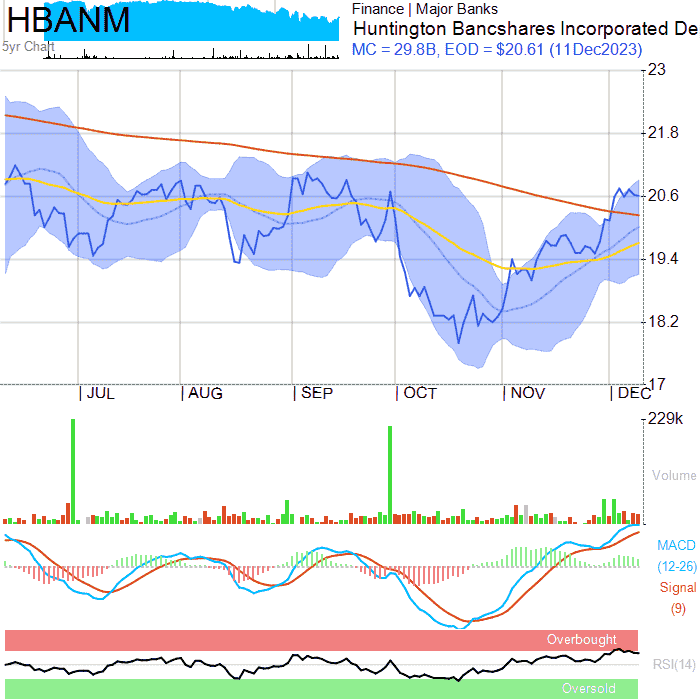 HBANM
5yr Chart
Finance | Major Banks
Huntington Bancshares Incorporated De
MC = 29.8B, EOD = $20.61 (11Dec2023)
23
21.8
20.6
19.4
18.2
17
JUL
AUG
SEP
OCT
NOV
DEC
229k
Volume
MACD
(12-26)
Signal
(9)
Overbought
RSI(14)
Oversold